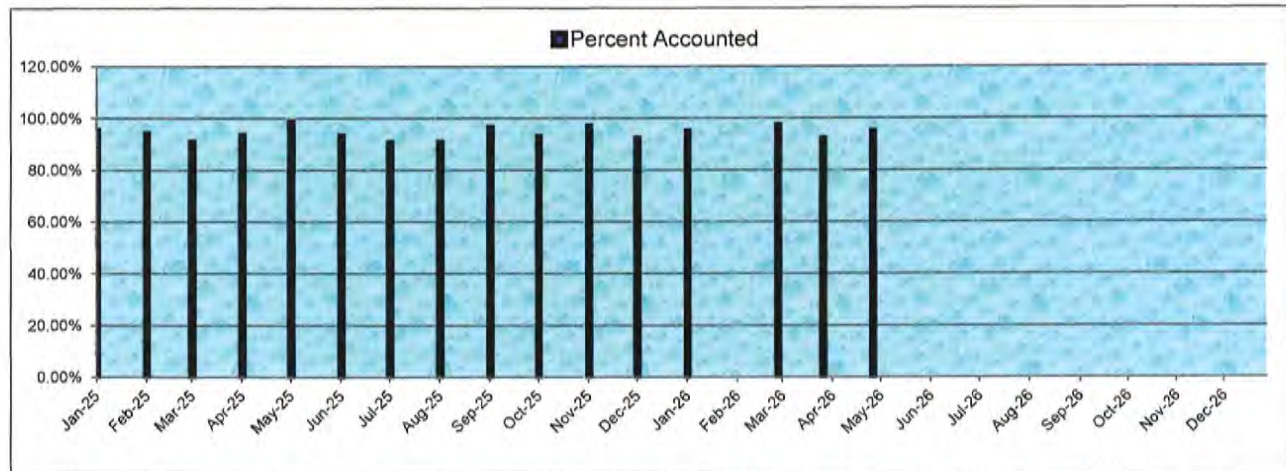 Percent Accounted
120.00%
100.00%
80.00%
60.00%
40.00%
20.00%
0.00%
Jan-25
Feb-25
Mar-25
Apr-25
May-25
Jun-25
Jul-25
Aug-25
Sep-25
Oct-25
Nov-25
Dec-25
Jan-26
Feb-26
Mar-26
Apr-26
May-26
Jun-26
Jul-26
Aug-26
Sep-26
Oct-26
Nov-26
Dec-26